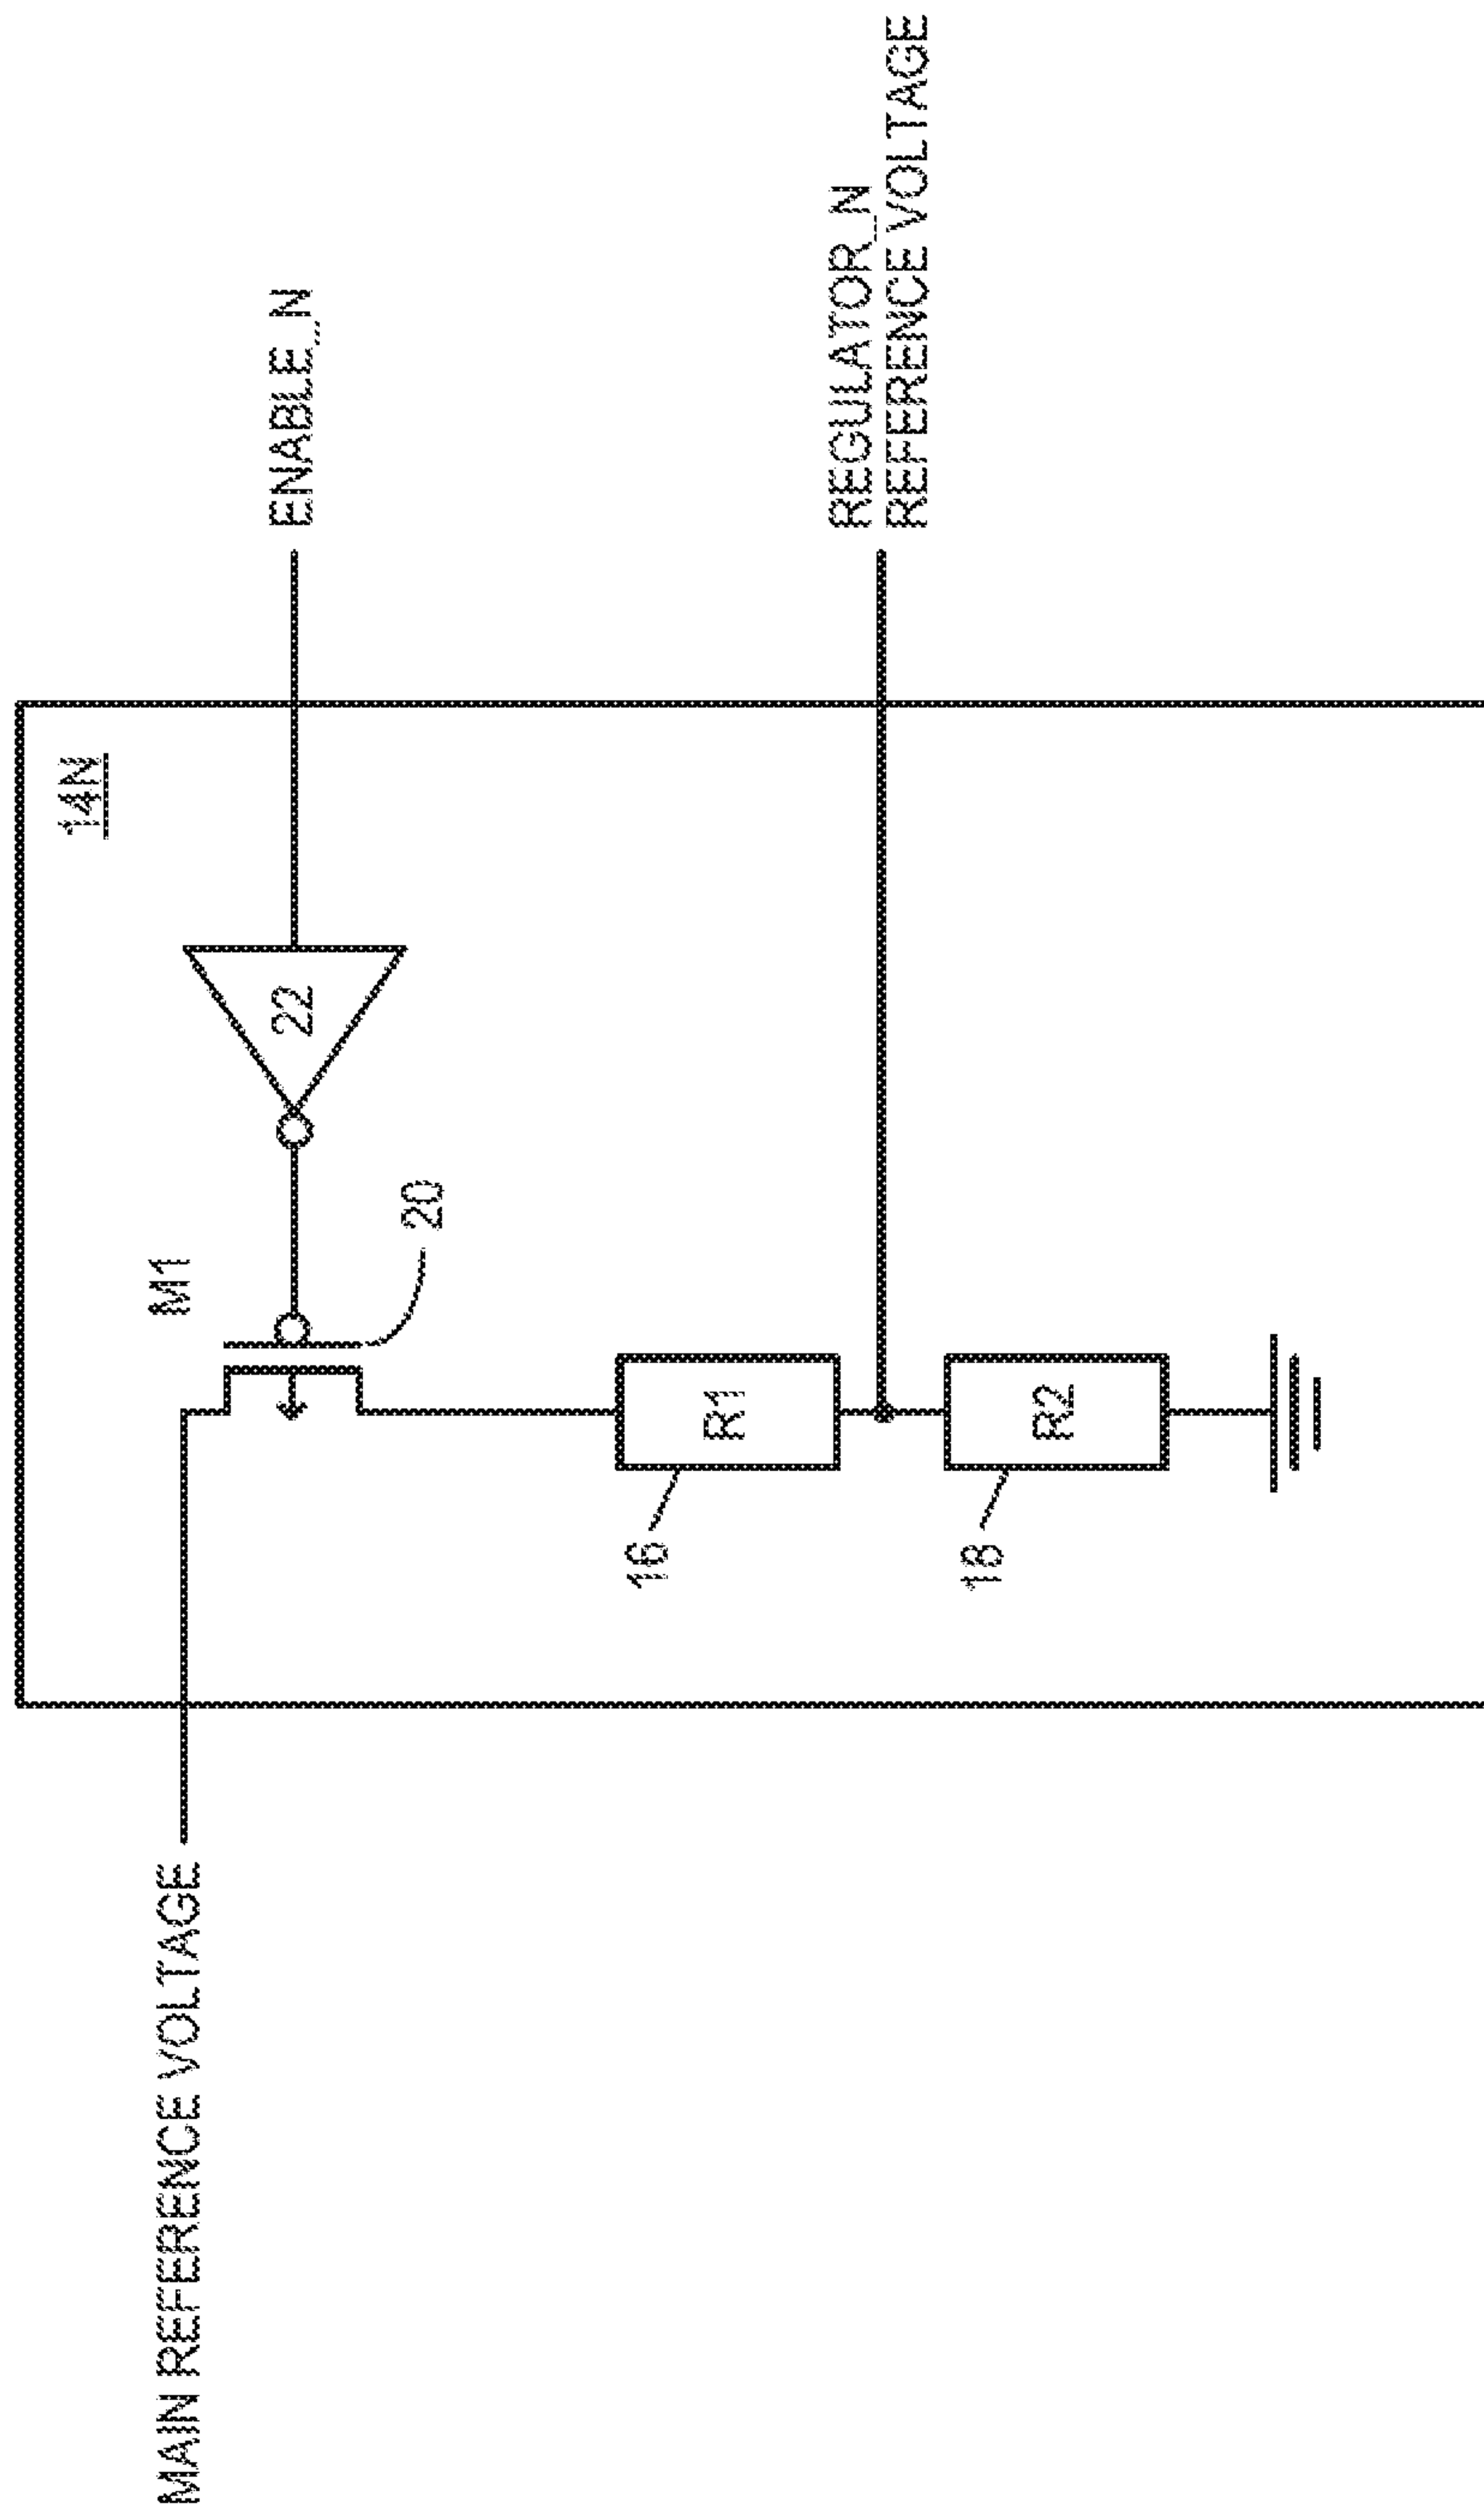 14N
MAIN REFERENCE VOLTAGE
M1
22
ENABLE_N
20
16
R1
REGULATOR_N
REFERENCE VOLTAGE
18
R2